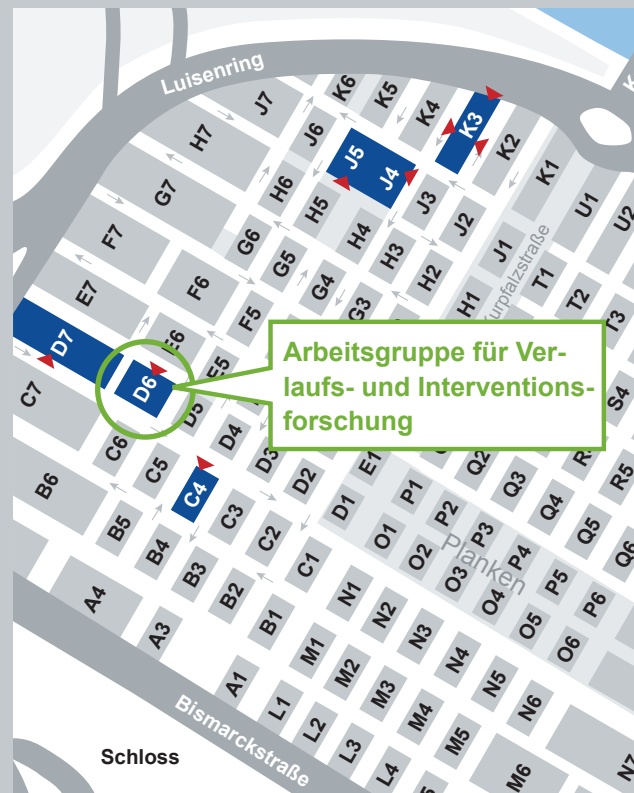 Luisenring
K6
K5
K4
K3
K2
K1
U1
U2
J7
J6
J5
J4
J3
J2
J1
T1
T2
T3
H7
H6
H5
H4
H3
H2
H1
Kurpfalzstraße
G7
G6
G5
G4
G3
F7
F6
F5
E7
E6
E5
E1
D7
D6
D5
D4
D3
D2
D1
Arbeitsgruppe für Ver-
laufs- und Interventions-
forschung
S4
R5
Q2
Q3
Q4
Q5
Q6
C7
C6
C5
C4
C3
C2
C1
P1
P2
P3
P4
P5
P6
Planken
O1
O2
O3
O4
O5
O6
B6
B5
B4
B3
B2
B1
N1
N2
N3
N4
N5
N6
N7
A4
A3
A1
M1
M2
M3
M4
M5
M6
L1
L2
L3
L4
Bismarckstraße
Schloss